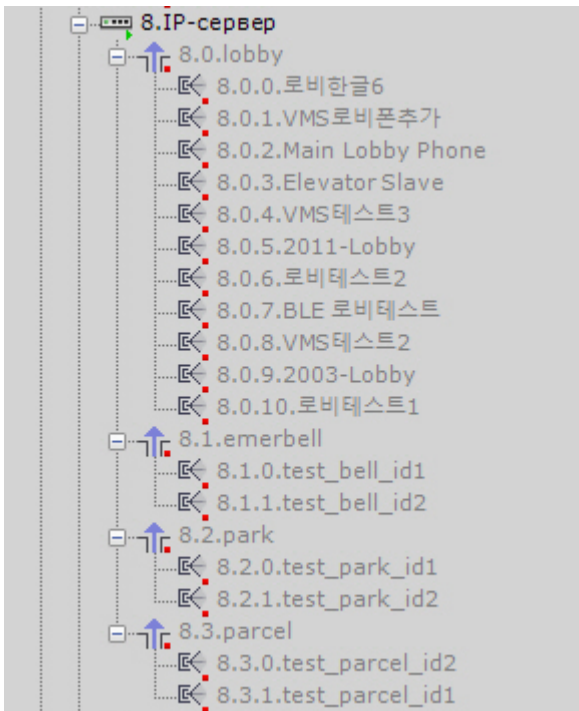 8.IP-сервер
8.0.lobby
8.0.0.로비한글6
8.0.1.VMS로비폰추가
8.0.2.Main Lobby Phone
8.0.3.Elevator Slave
8.0.4.VMS테스트3
8.0.5.2011-Lobby
8.0.6.로비테스트2
8.0.7.BLE 로비테스트
8.0.8.VMS테스트2
8.0.9.2003-Lobby
8.0.10.로비테스트1
8.1.emerbell
8.1.0.test_bell_id1
8.1.1.test_bell_id2
8.2.park
8.2.0.test_park_id1
8.2.1.test_park_id2
8.3.parcel
8.3.0.test_parcel_id2
8.3.1.test_parcel_id1